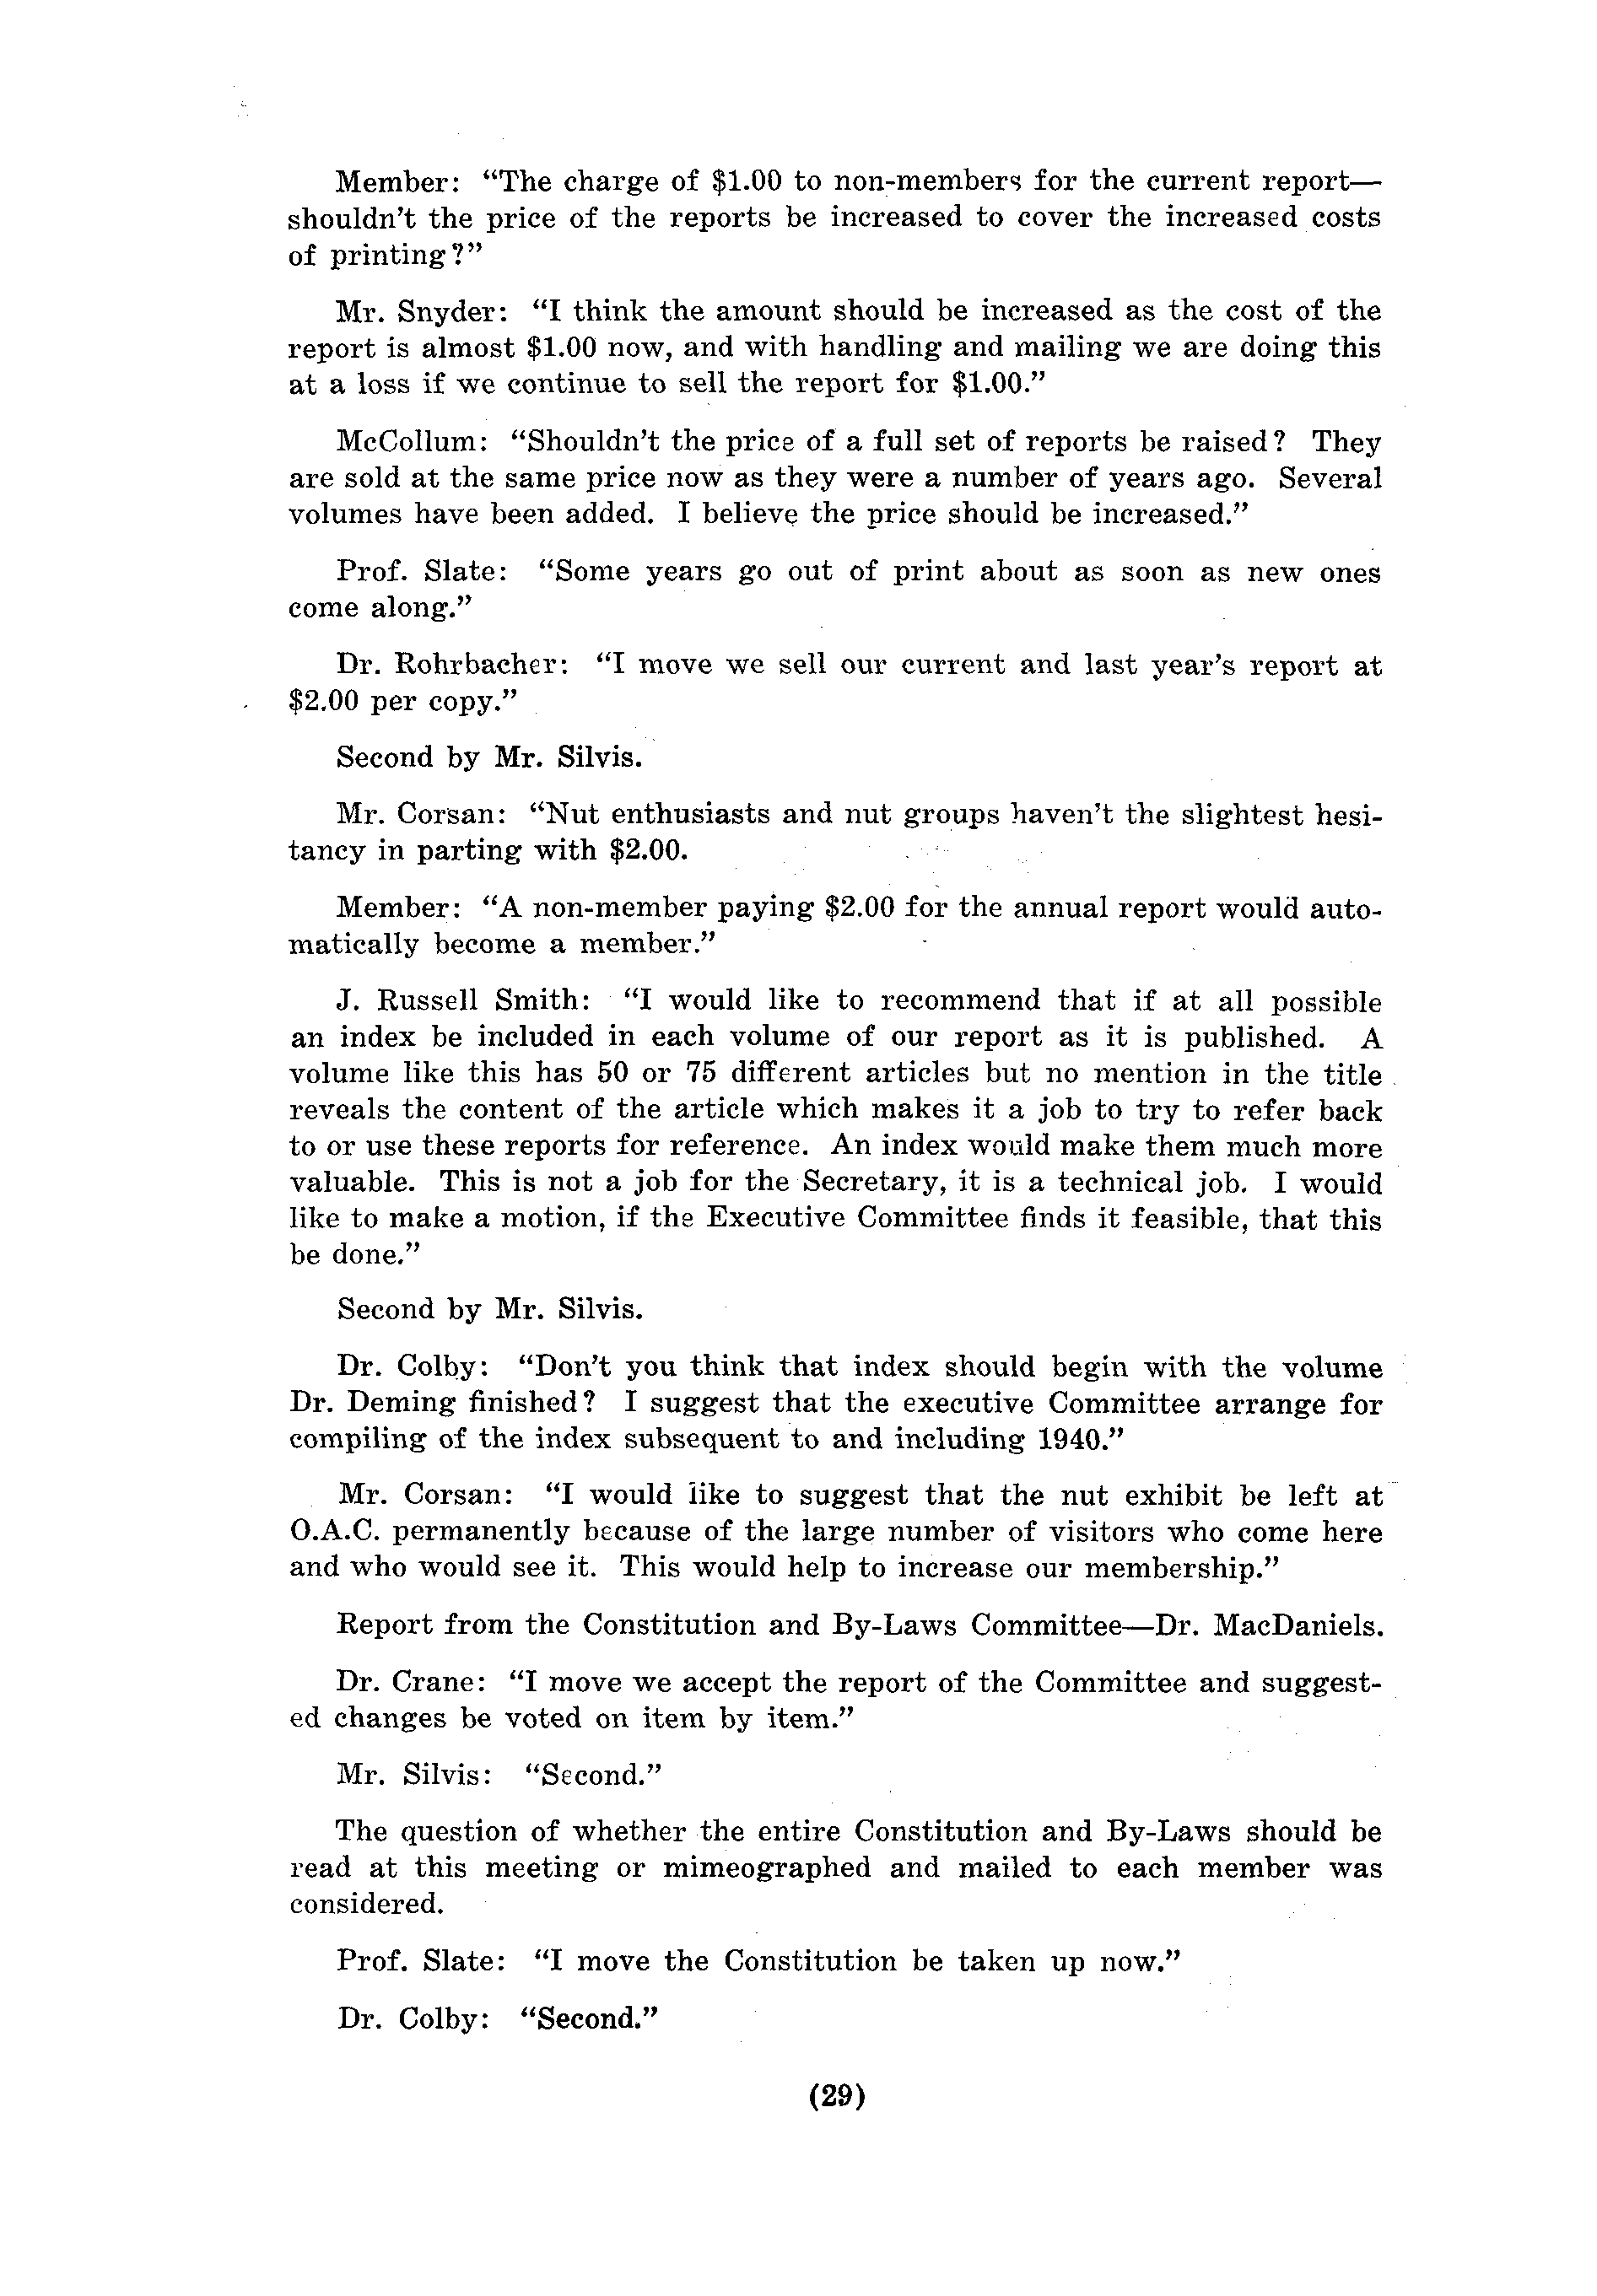 Member: “The charge of $1.00 to non-members for the current report—
shouldn’t the price of the reports be increased to cover the increased costs
of printing?”
Mr. Snyder: “I think the amount should be increased as the cost of the
report is almost $1.00 now, and with handling and mailing we are doing this
at a loss if we continue to sell the report for $1.00.”
McCollum: “Shouldn’t the price of a full set of reports be raised? They
are sold at the same price now as they were a number of years ago. Several
volumes have been added. I believe the price should be increased.”
Prof. Slate: “Some years go out of print about as soon as new ones
come along.”
Dr. Rohrbacher: “I move we sell our current and last year’s report at
$2.00 per copy.”
Second by Mr. Silvis.
Mr. Corsan: “Nut enthusiasts and nut groups haven’t the slightest hesi-
tancy in parting with $2.00.
Member: “A non-member paying $2.00 for the annual report would auto-
matically become a member.”
J. Russell Smith: “I would like to recommend that if at all possible
an index be included in each volume of our report as it is published. A
volume like this has 50 or 75 different articles but no mention in the title
reveals the content of the article which makes it a job to try to refer back
to or use these reports for reference. An index would make them much more
valuable. This is not a job for the Secretary, it is a technical job. I would
like to make a motion, if the Executive Committee finds it feasible, that this
be done.”
Second by Mr. Silvis.
Dr. Colby: “Don’t you think that index should begin with the volume
Dr. Deming finished? I suggest that the executive Committee arrange for
compiling of the index subsequent to and including 1940.”
Mr. Corsan: “I would like to suggest that the nut exhibit be left at
O.A.C. permanently because of the large number of visitors who come here
and who would see it. This would help to increase our membership.”
Report from the Constitution and By-Laws Committee—Dr. MacDaniels.
Dr. Crane: “I move we accept the report of the Committee and suggest-
ed changes be voted on item by item.”
Mr. Silvis: “Second.”
The question of whether the entire Constitution and By-Laws should be
read at this meeting or mimeographed and mailed to each member was
considered.
Prof. Slate: “I move the Constitution be taken up now.”
Dr. Colby: “Second.”
(29)